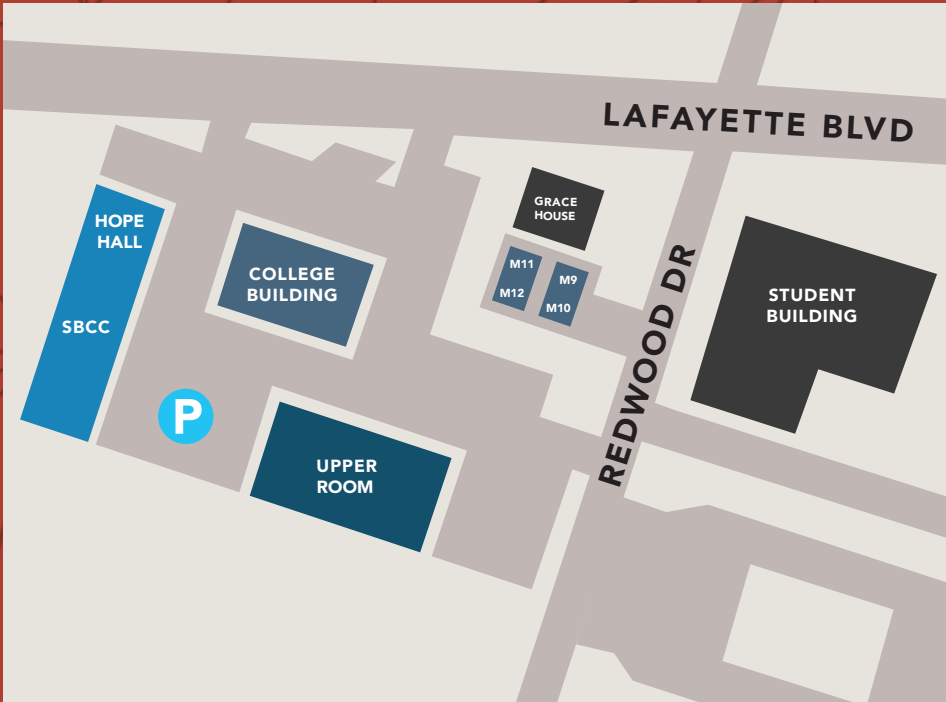 LAFAYETTE BLVD
GRACE
HOUSE
HOPE
HALL
M11
M9
COLLEGE
BUILDING
M12
M10
STUDENT
BUILDING
SBCC
REDWOOD DR
P
UPPER
ROOM